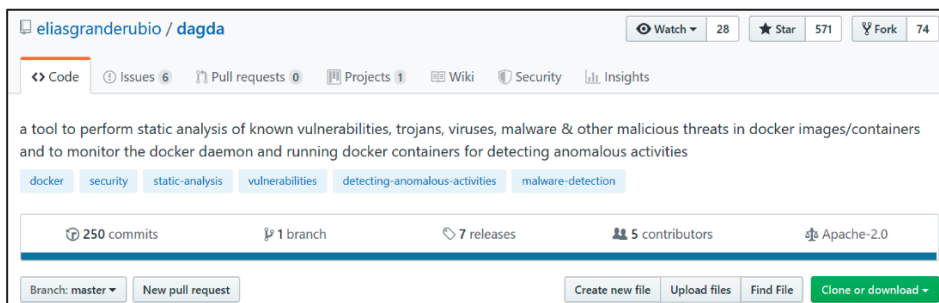 eliasgranderubio / dagda
Watch 28 Star 571 Fork 74
Code Issues 6 Pull requests 0 Projects 1 Wiki Security Insights
a tool to perform static analysis of known vulnerabilities, trojans, viruses, malware & other malicious threats in docker images/containers
and to monitor the docker daemon and running docker containers for detecting anomalous activities
docker security static-analysis vulnerabilities detecting-anomalous-activities malware-detection
250 commits 1 branch 7 releases 5 contributors Apache-2.0
Branch: master New pull request Create new file Upload files Find File Clone or download